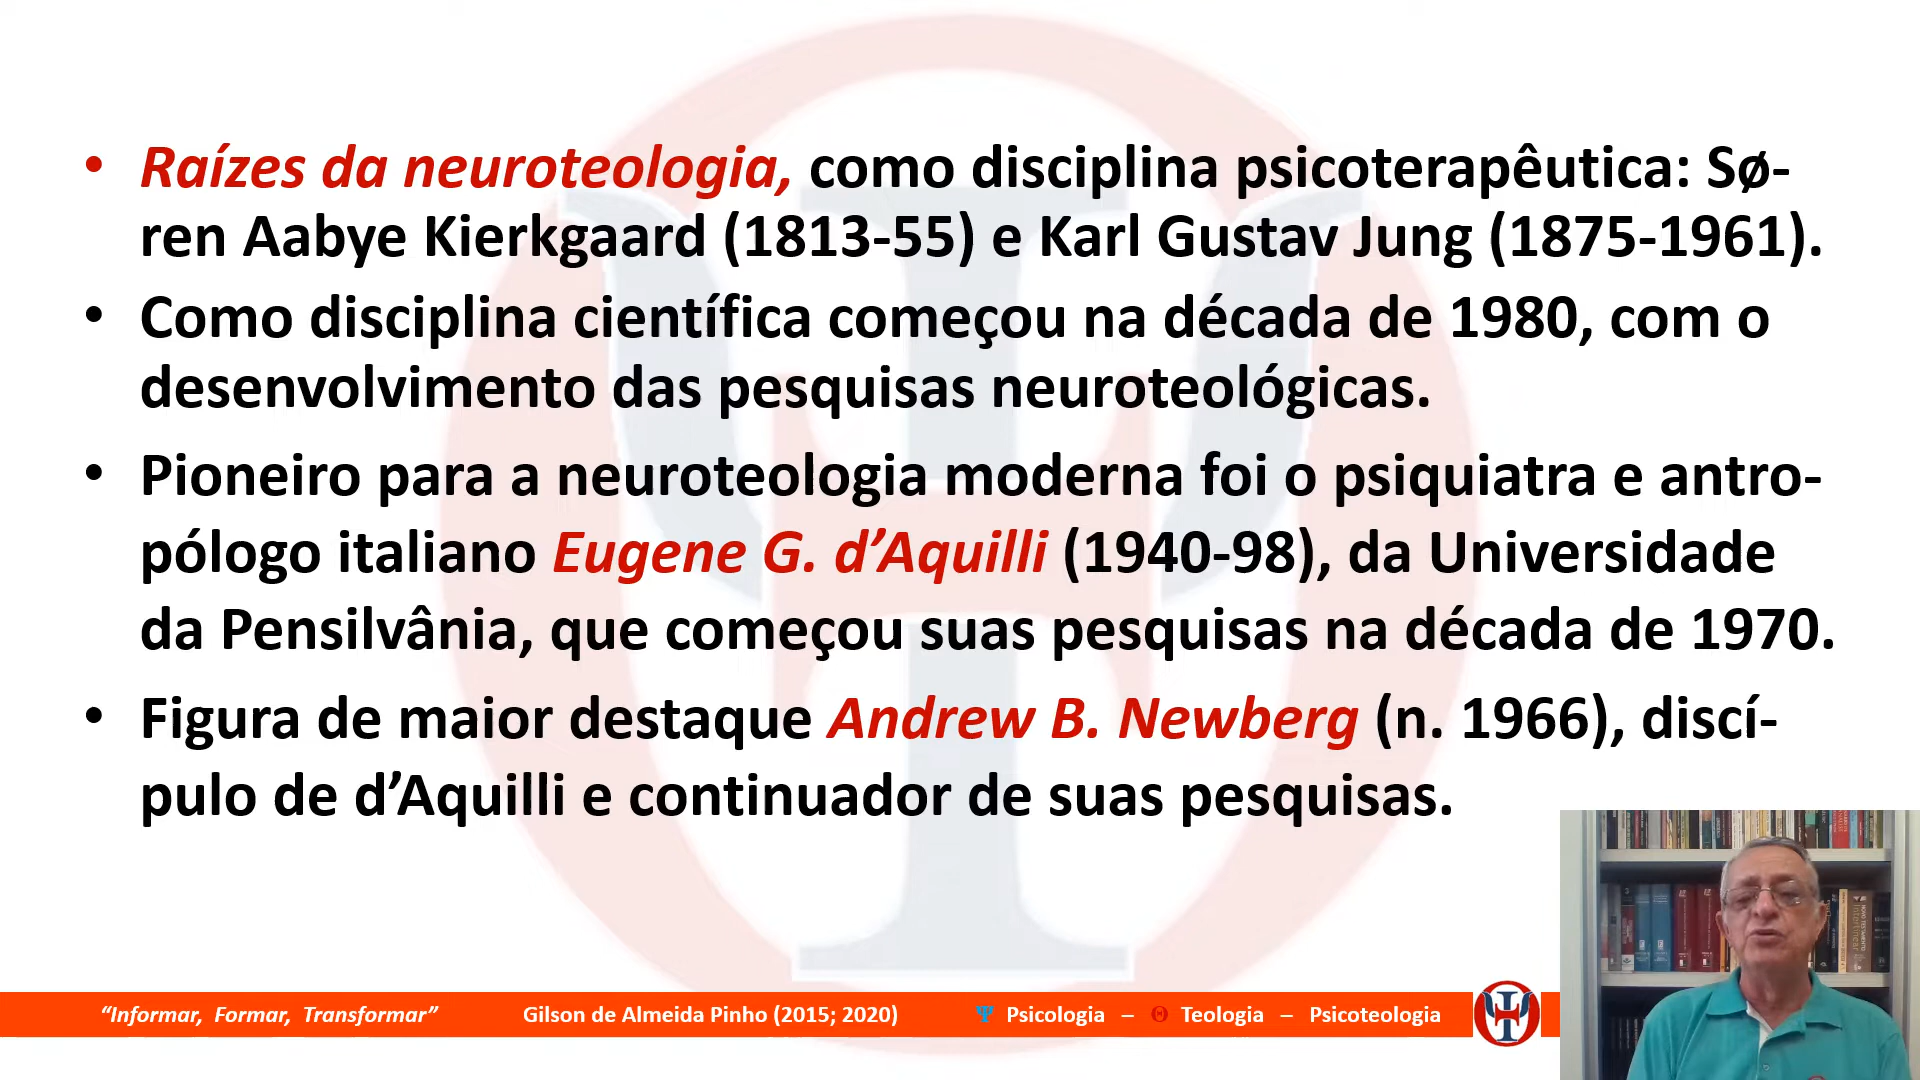 • Raízes da neuroteologia, como disciplina psicoterapêutica: Sø-
ren Aabye Kierkgaard (1813-55) e Karl Gustav Jung (1875-1961).
• Como disciplina científica começou na década de 1980, com o
desenvolvimento das pesquisas neuroteológicas.
• Pioneiro para a neuroteologia moderna foi o psiquiatra e antro-
pólogo italiano Eugene G. d’Aquilli (1940-98), da Universidade
da Pensilvânia, que começou suas pesquisas na década de 1970.
• Figura de maior destaque Andrew B. Newberg (n. 1966), discí-
pulo de d’Aquilli e continuador de suas pesquisas.
“Informar, Formar, Transformar” Gilson de Almeida Pinho (2015; 2020) Ψ Psicologia – Θ Teologia – Psicoteologia